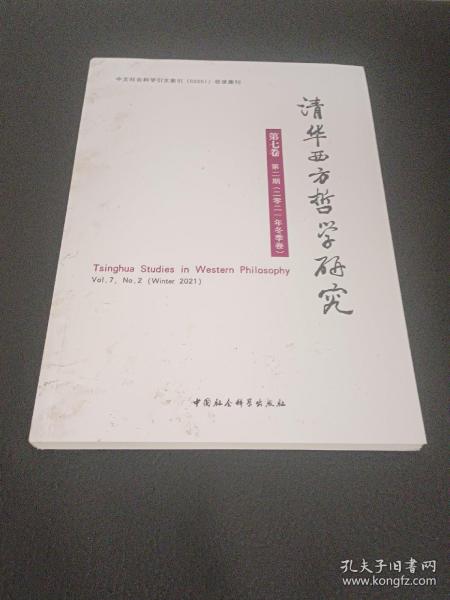 中文社会科学引文索引（CSSCI）收录集刊
清华西方哲学研究
第七卷 第二期（二零二一年冬季卷）
Tsinghua Studies in Western Philosophy
Vol.7, No.2 (Winter 2021)
中国社会科学出版社
孔夫子旧书网
www.kongfz.com